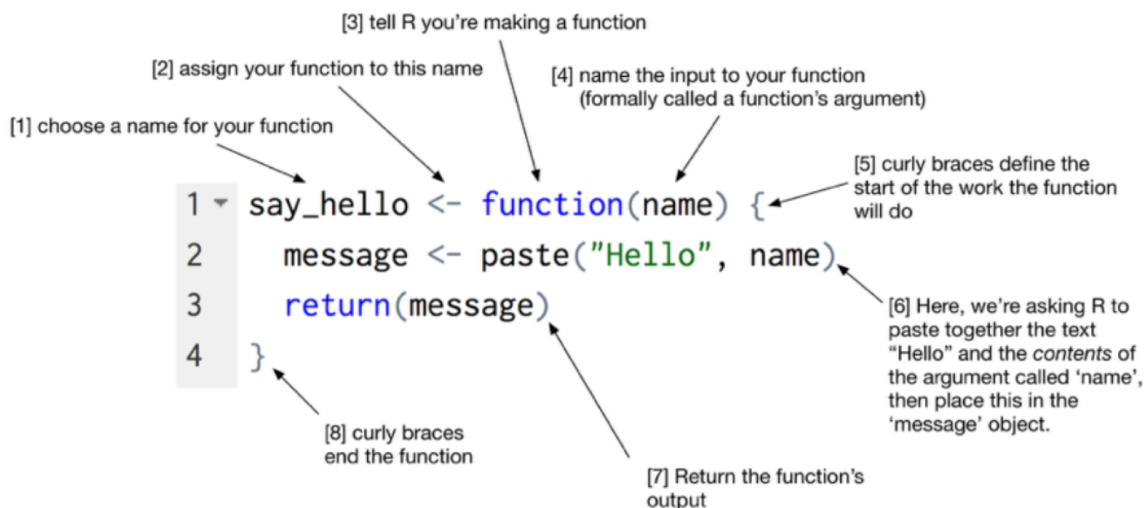 [3] tell R you're making a function
[2] assign your function to this name
[4] name the input to your function
(formally called a function's argument)
[1] choose a name for your function
[5] curly braces define the
start of the work the function
will do
1 say_hello <- function(name) {
2 message <- paste("Hello", name)
3 return(message)
4 }
[6] Here, we're asking R to
paste together the text
“Hello” and the contents of
the argument called ‘name’,
then place this in the
‘message’ object.
[8] curly braces
end the function
[7] Return the function's
output